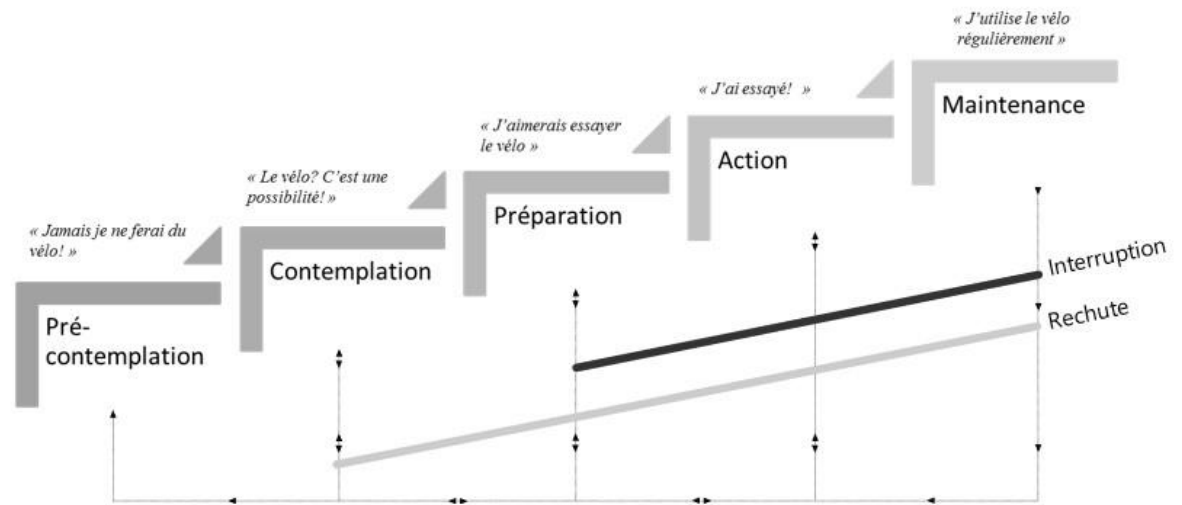 « J'utilise le vélo
régulièrement »
Maintenance
« J'ai essayé!  »
Action
« J'aimerais essayer
le vélo »
Préparation
« Le vélo? C'est une
possibilité! »
Contemplation
« Jamais je ne ferai du
vélo! »
Pré-
contemplation
Interruption
Rechute